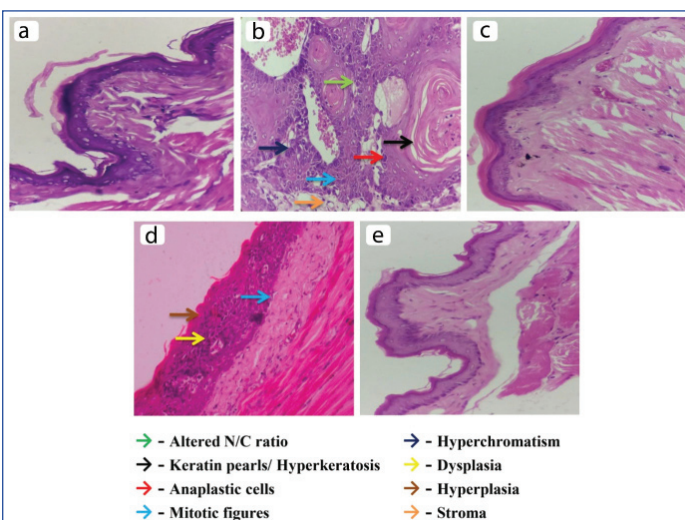 a
b
c
d
e
→ - Altered N/C ratio
→ - Keratin pearls/ Hyperkeratosis
→ - Anaplastic cells
→ - Mitotic figures
→ - Hyperchromatism
→ - Dysplasia
→ - Hyperplasia
→ - Stroma